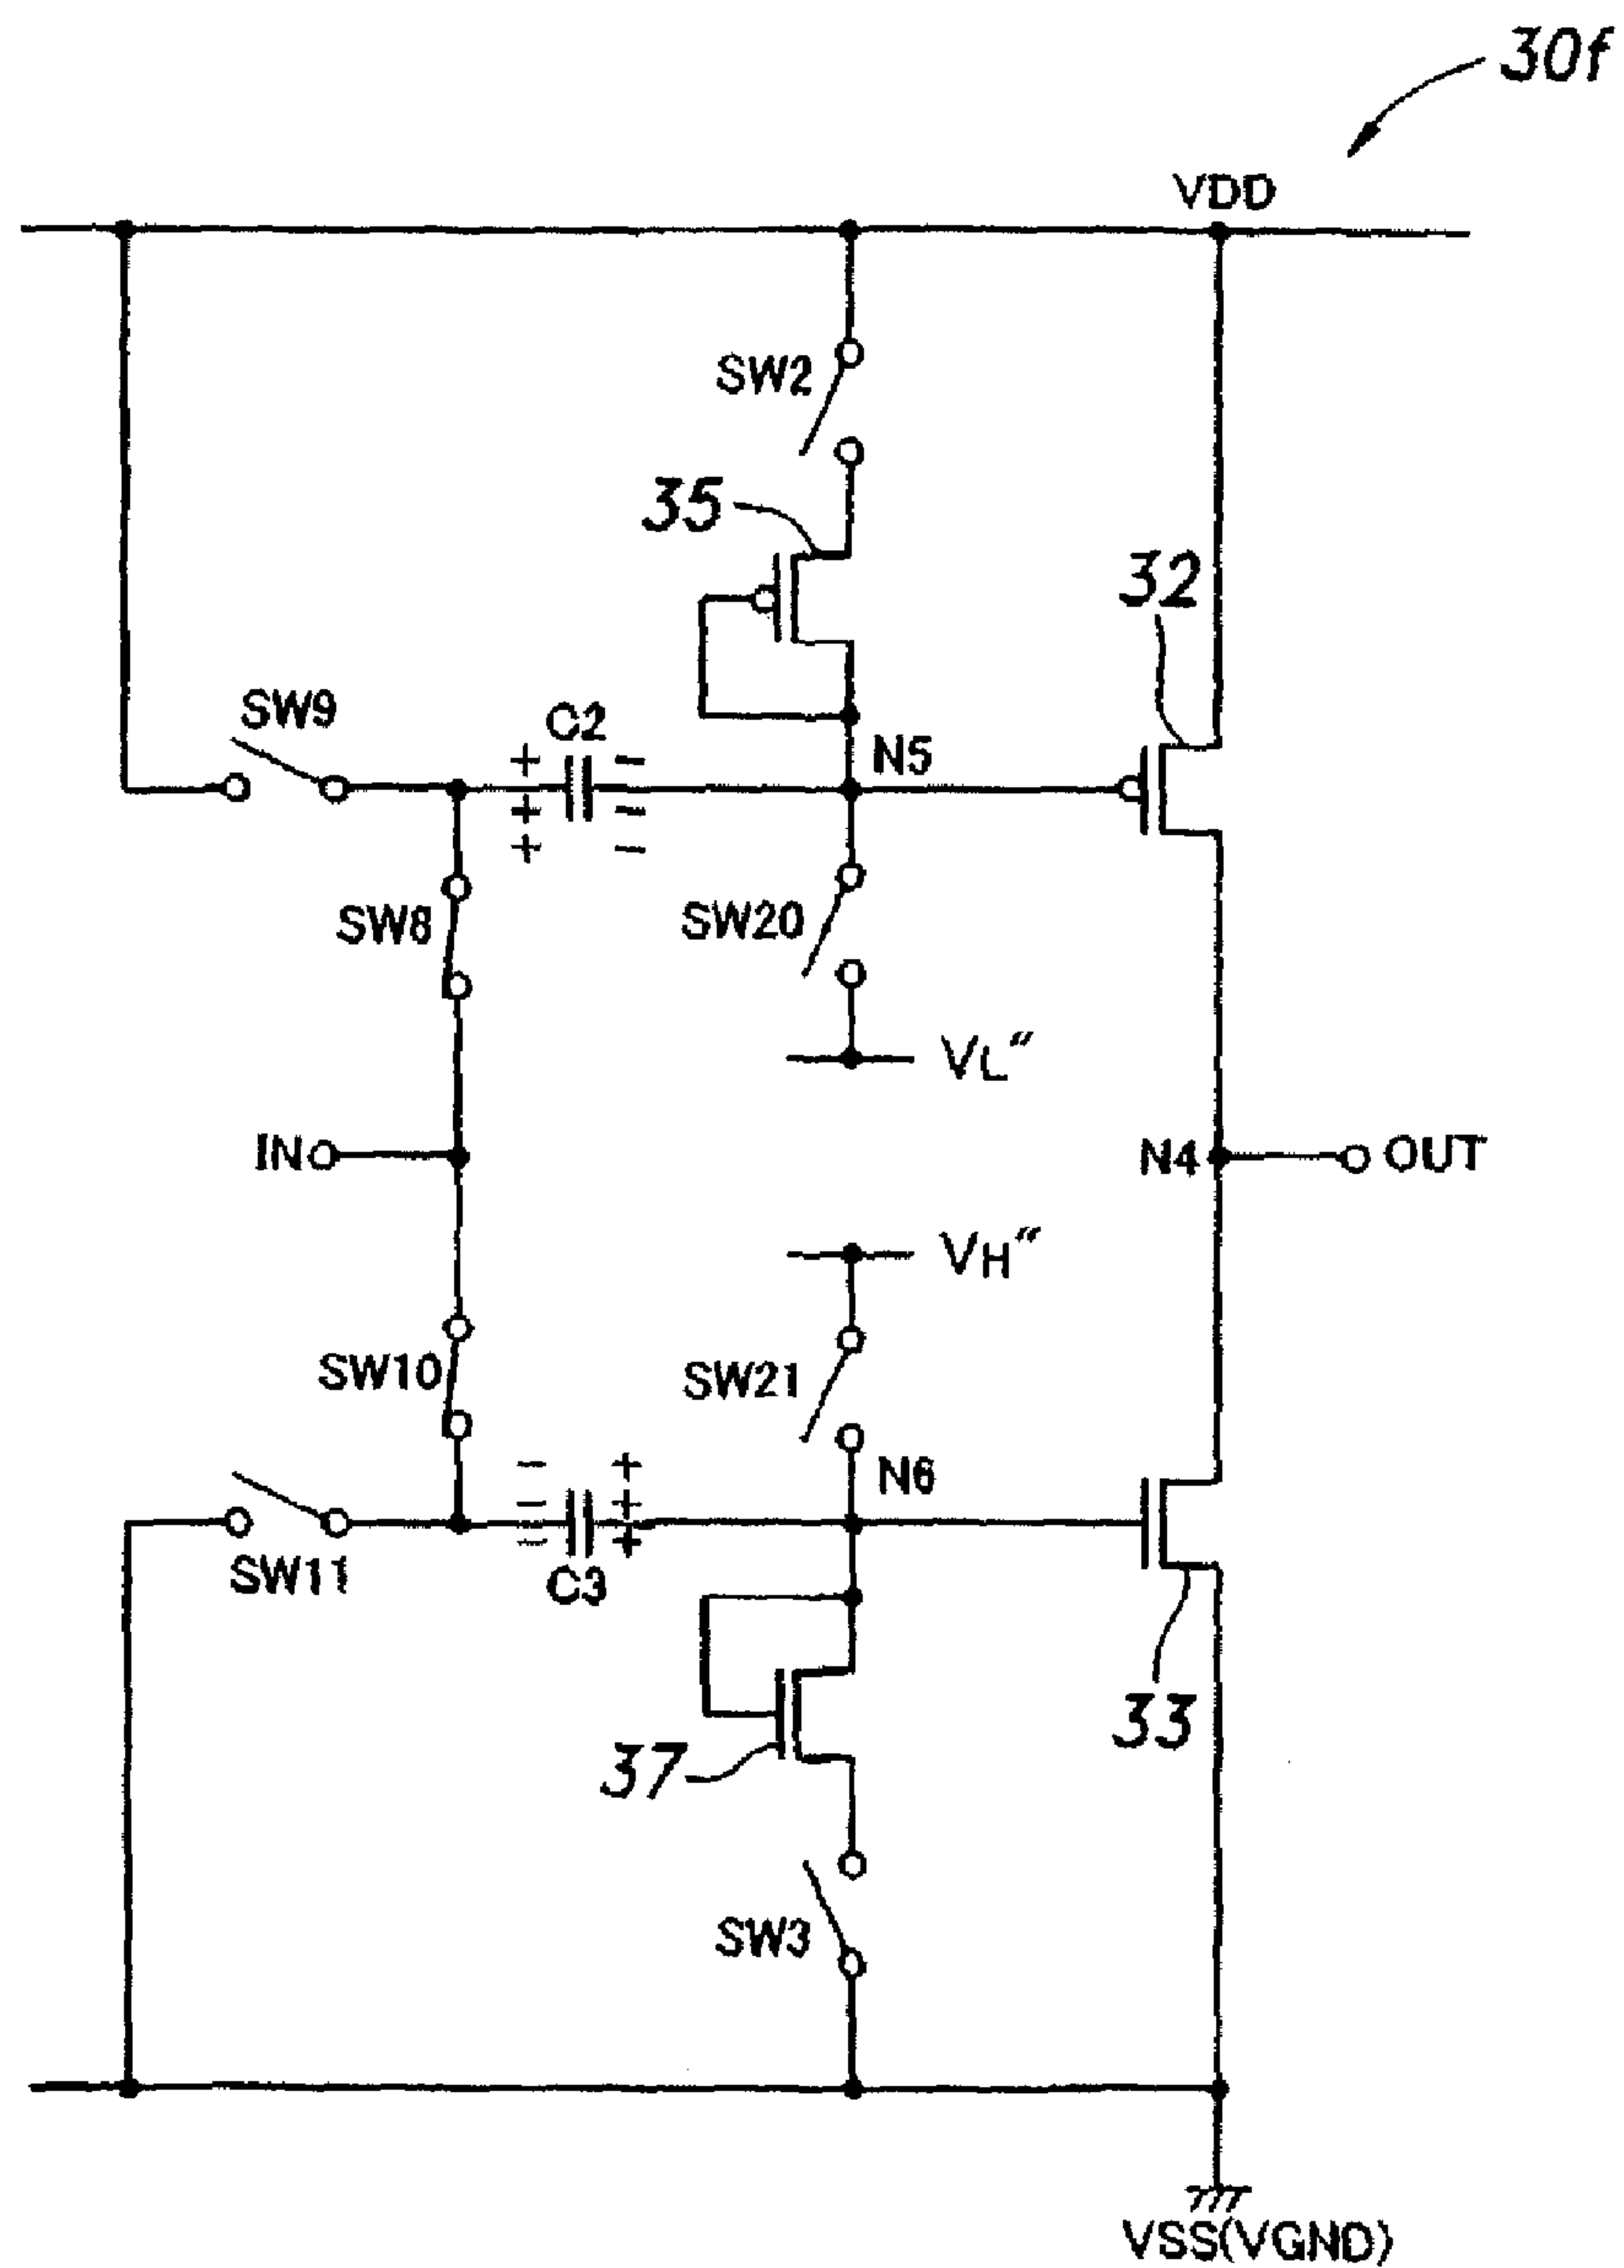 30f
VDD
SW2
35
32
SW9
C2
N5
+ −
+ −
+ −
SW8
SW20
VL"
IN
N4
OUT
VH"
SW10
SW21
N6
− +
− +
− +
SW11
C3
37
33
SW3
VSS(VGND)